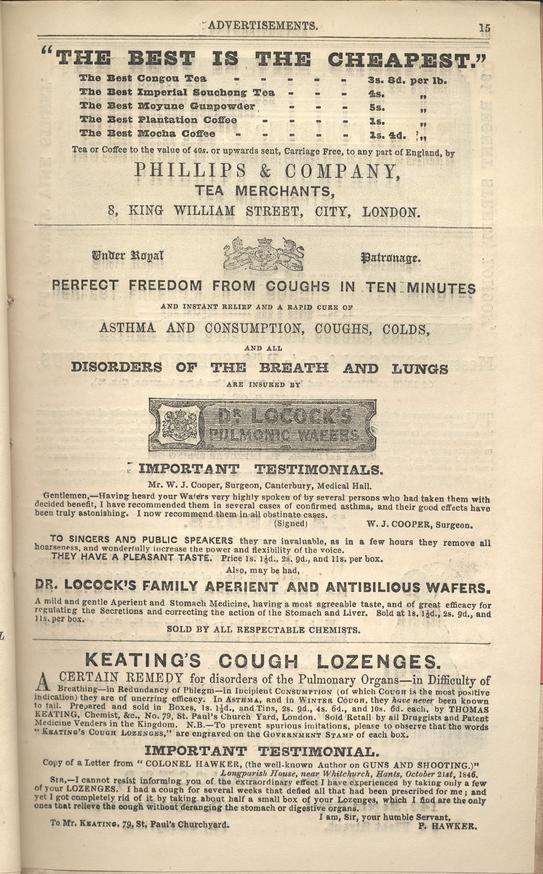 ADVERTISEMENTS. 15
"THE BEST IS THE CHEAPEST."
The Best Congou Tea - - - - - 3s. 8d. per lb.
The Best Imperial Souchong Tea - - - 4s. „
The Best Moyune Gunpowder - - - - 5s. „
The Best Plantation Coffee - - - - 1s. „
The Best Mocha Coffee - - - - - 1s. 4d. „
Tea or Coffee to the value of 40s. or upwards sent, Carriage Free, to any part of England, by
PHILLIPS & COMPANY,
TEA MERCHANTS,
8, KING WILLIAM STREET, CITY, LONDON.
Under Royal Patronage.
PERFECT FREEDOM FROM COUGHS IN TEN MINUTES
AND INSTANT RELIEF AND A RAPID CURE OF
ASTHMA AND CONSUMPTION, COUGHS, COLDS,
AND ALL
DISORDERS OF THE BREATH AND LUNGS
ARE INSURED BY
DR. LOCOCK'S
PULMONIC WAFERS
IMPORTANT TESTIMONIALS.
Mr. W. J. Cooper, Surgeon, Canterbury, Medical Hall.
Gentlemen,—Having heard your Wafers very highly spoken of by several persons who had taken them with
decided benefit, I have recommended them in several cases of confirmed asthma, and their good effects have
been truly astonishing. I now recommend them in all obstinate cases.
(Signed) W. J. COOPER, Surgeon.
TO SINGERS AND PUBLIC SPEAKERS they are invaluable, as in a few hours they remove all
hoarseness, and wonderfully increase the power and flexibility of the voice.
THEY HAVE A PLEASANT TASTE. Price 1s. 1½d., 2s. 9d., and 11s. per box.
Also, may be had,
DR. LOCOCK'S FAMILY APERIENT AND ANTIBILIOUS WAFERS.
A mild and gentle Aperient and Stomach Medicine, having a most agreeable taste, and of great efficacy for
regulating the Secretions and correcting the action of the Stomach and Liver. Sold at 1s. 1½d., 2s. 9d., and
11s. per box.
SOLD BY ALL RESPECTABLE CHEMISTS.
KEATING'S COUGH LOZENGES.
A CERTAIN REMEDY for disorders of the Pulmonary Organs—in Difficulty of
Breathing—in Redundancy of Phlegm—in Incipient CONSUMPTION (of which COUGH is the most positive
indication) they are of unerring efficacy. In ASTHMA, and in WINTER COUGH, they have never been known
to fail. Prepared and sold in Boxes, 1s. 1½d., and Tins, 2s. 9d., 4s. 6d., and 10s. 6d. each, by THOMAS
KEATING, Chemist, &c., No. 79, St. Paul's Church Yard, London. Sold Retail by all Druggists and Patent
Medicine Venders in the Kingdom. N.B.—To prevent spurious imitations, please to observe that the words
"KEATING'S COUGH LOZENGES," are engraved on the GOVERNMENT STAMP of each box.
IMPORTANT TESTIMONIAL.
Copy of a Letter from "COLONEL HAWKER, (the well-known Author on GUNS AND SHOOTING.)"
Longparish House, near Whitchurch, Hants, October 21st, 1846.
SIR,—I cannot resist informing you of the extraordinary effect I have experienced by taking only a few
of your LOZENGES. I had a cough for several weeks that defied all that had been prescribed for me; and
yet I got completely rid of it by taking about half a small box of your Lozenges, which I find are the only
ones that relieve the cough without deranging the stomach or digestive organs.
I am, Sir, your humble Servant,
To Mr. KEATING, 79, St. Paul's Churchyard. P. HAWKER.